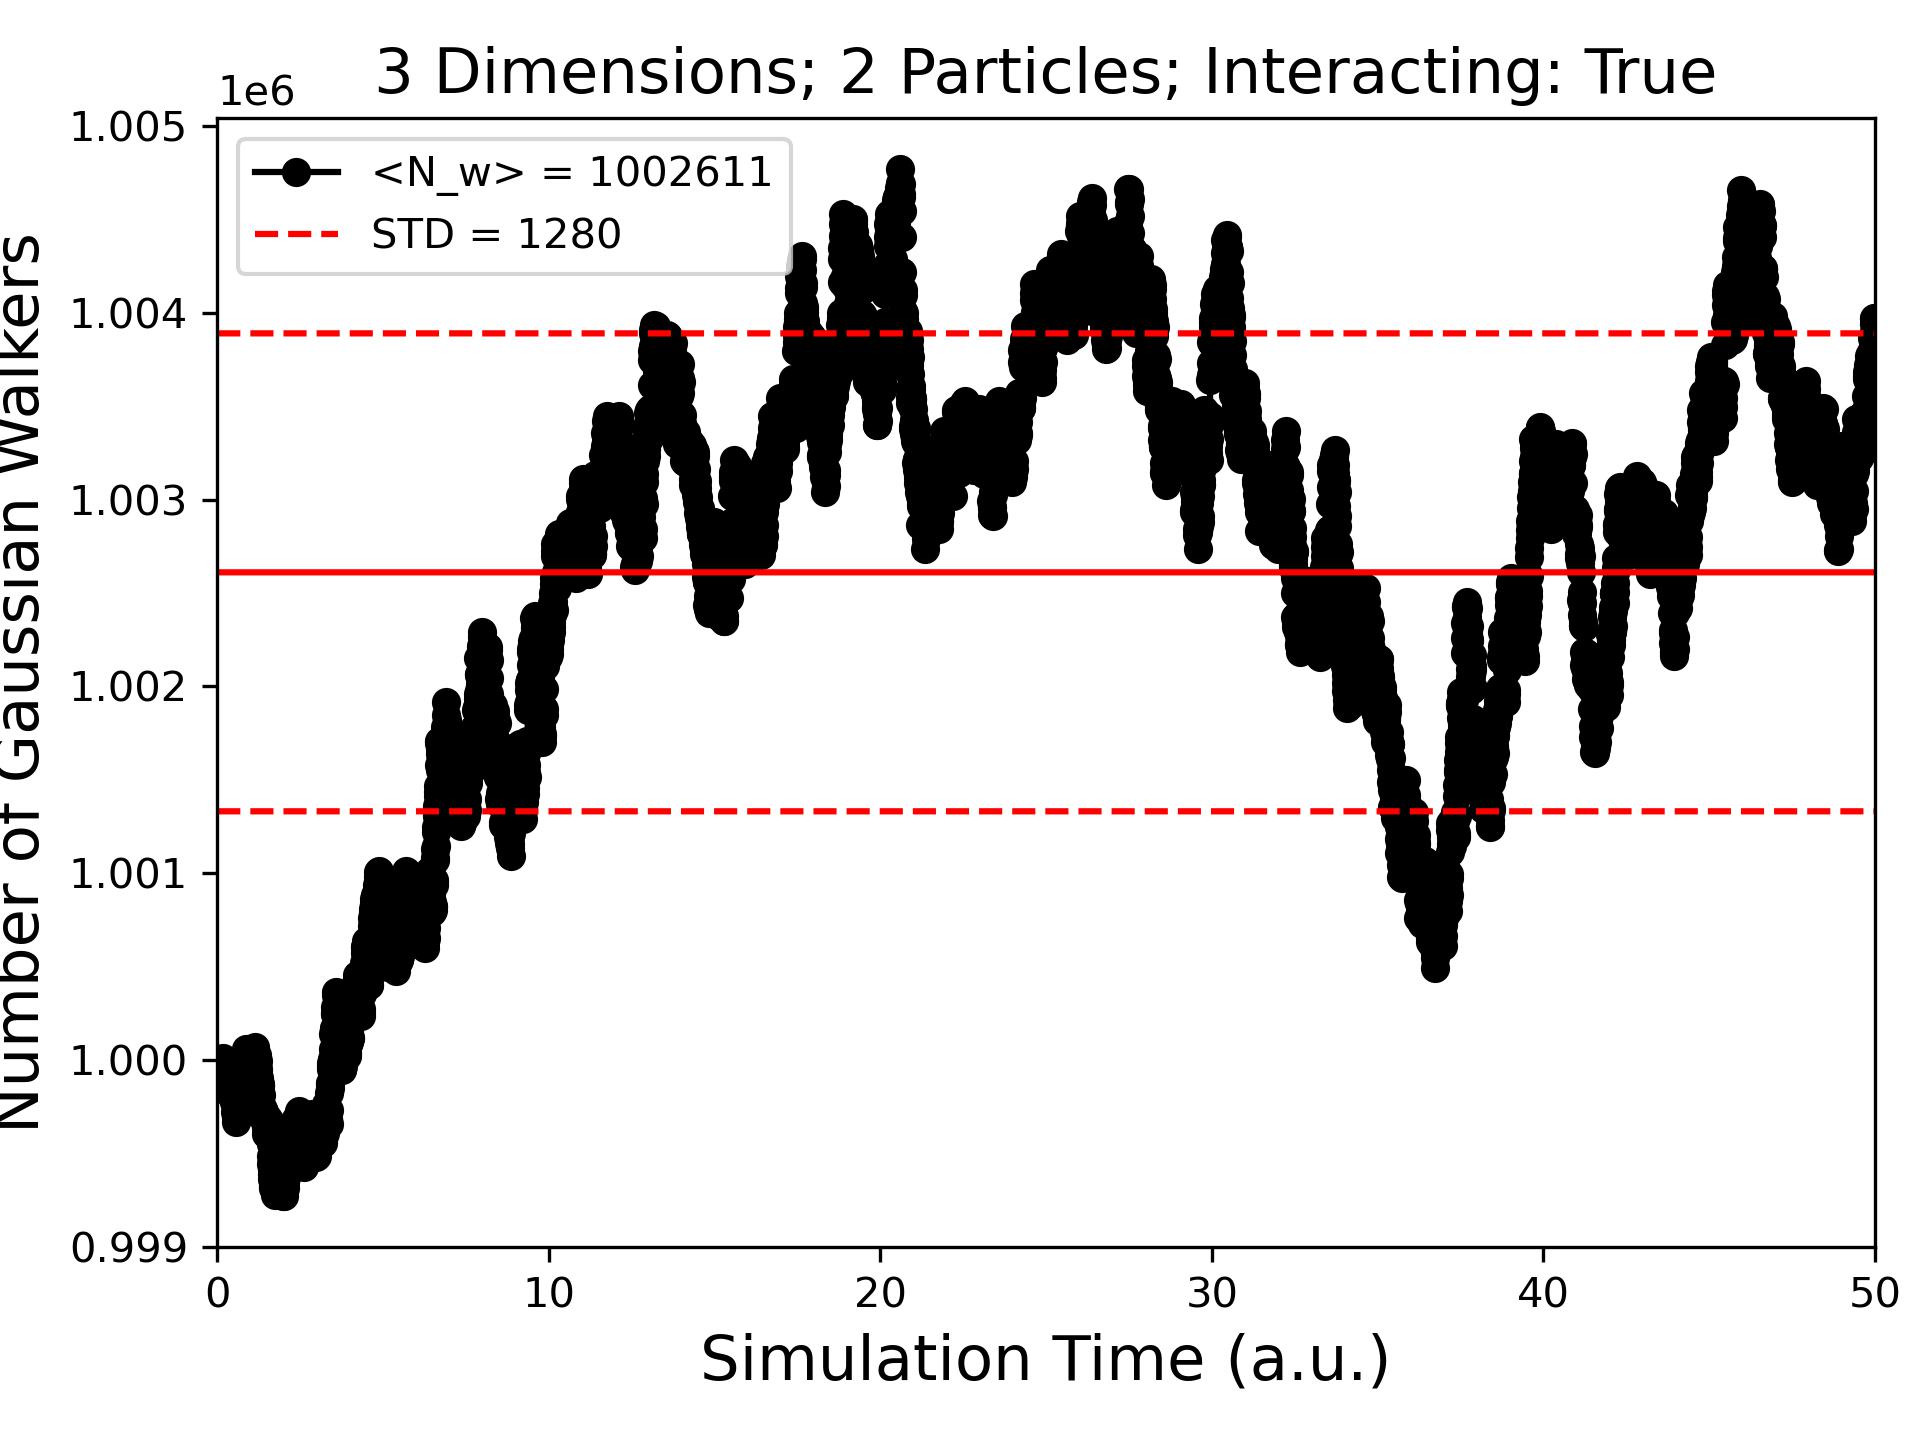 3 Dimensions; 2 Particles; Interacting: True
1e6
1.005
1.004
1.003
1.002
1.001
1.000
0.999
<N_w> = 1002611
STD = 1280
Number of Gaussian Walkers
0 10 20 30 40 50
Simulation Time (a.u.)